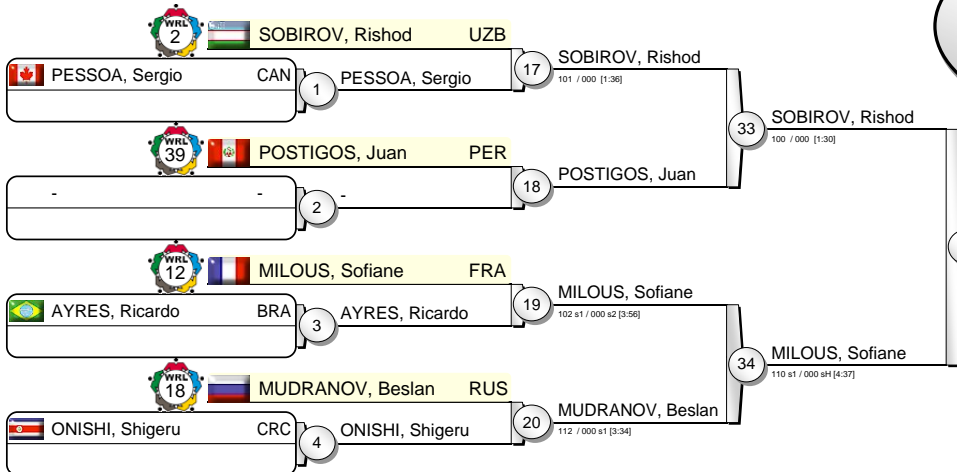 WRL 2 SOBIROV, Rishod UZB
PESSOA, Sergio CAN
1 PESSOA, Sergio
17 SOBIROV, Rishod
101 / 000 [1:36]
WRL 39 POSTIGOS, Juan PER
- -
2 -
18 POSTIGOS, Juan
33 SOBIROV, Rishod
100 / 000 [1:30]
WRL 12 MILOUS, Sofiane FRA
AYRES, Ricardo BRA
3 AYRES, Ricardo
19 MILOUS, Sofiane
102 s1 / 000 s2 [3:56]
WRL 18 MUDRANOV, Beslan RUS
ONISHI, Shigeru CRC
4 ONISHI, Shigeru
20 MUDRANOV, Beslan
112 / 000 s1 [3:34]
34 MILOUS, Sofiane
110 s1 / 000 sH [4:37]